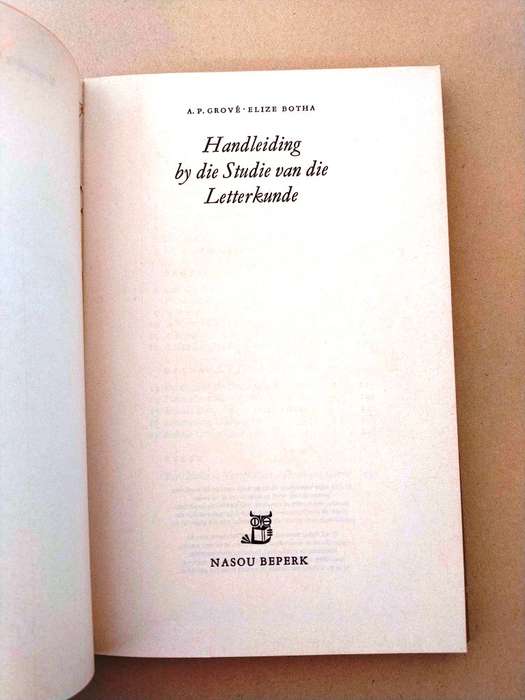 A. P. GROVÉ · ELIZE BOTHA
Handleiding
by die Studie van die
Letterkunde
NASOU BEPERK